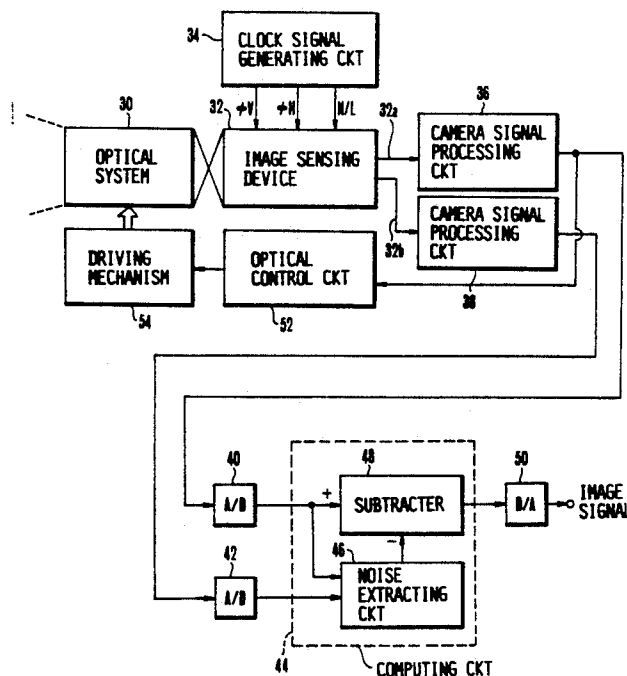 34
CLOCK SIGNAL
GENERATING CKT
30
32
φV
φH
H/L
32a
36
OPTICAL
SYSTEM
IMAGE SENSING
DEVICE
CAMERA SIGNAL
PROCESSING
CKT
CAMERA SIGNAL
PROCESSING
CKT
32b
38
DRIVING
MECHANISM
OPTICAL
CONTROL CKT
54
52
40
48
50
A/D
+
SUBTRACTER
D/A
IMAGE
SIGNAL
42
46
−
A/D
NOISE
EXTRACTING
CKT
44
COMPUTING CKT